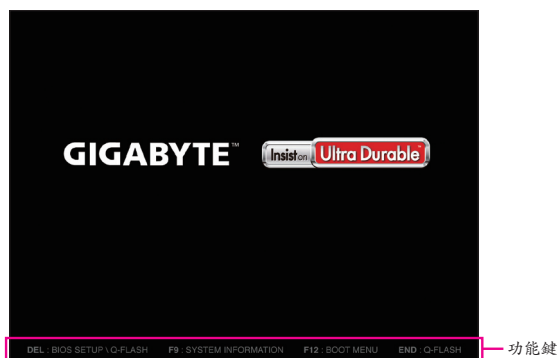 GIGABYTE™
Insist on Ultra Durable™
DEL : BIOS SETUP \ Q-FLASH F9 : SYSTEM INFORMATION F12 : BOOT MENU END : Q-FLASH
功能鍵